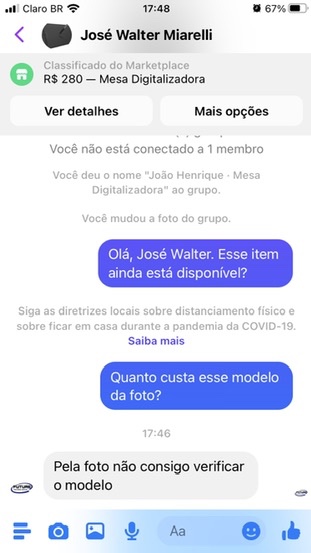 Claro BR
17:48
67%
José Walter Miarelli
Classificado do Marketplace
R$ 280 — Mesa Digitalizadora
Ver detalhes
Mais opções
Você não está conectado a 1 membro
Você deu o nome "João Henrique · Mesa
Digitalizadora" ao grupo.
Você mudou a foto do grupo.
Olá, José Walter. Esse item
ainda está disponível?
Siga as diretrizes locais sobre distanciamento físico e
sobre ficar em casa durante a pandemia da COVID-19.
Saiba mais
Quanto custa esse modelo
da foto?
17:46
Pela foto não consigo verificar
o modelo
Aa